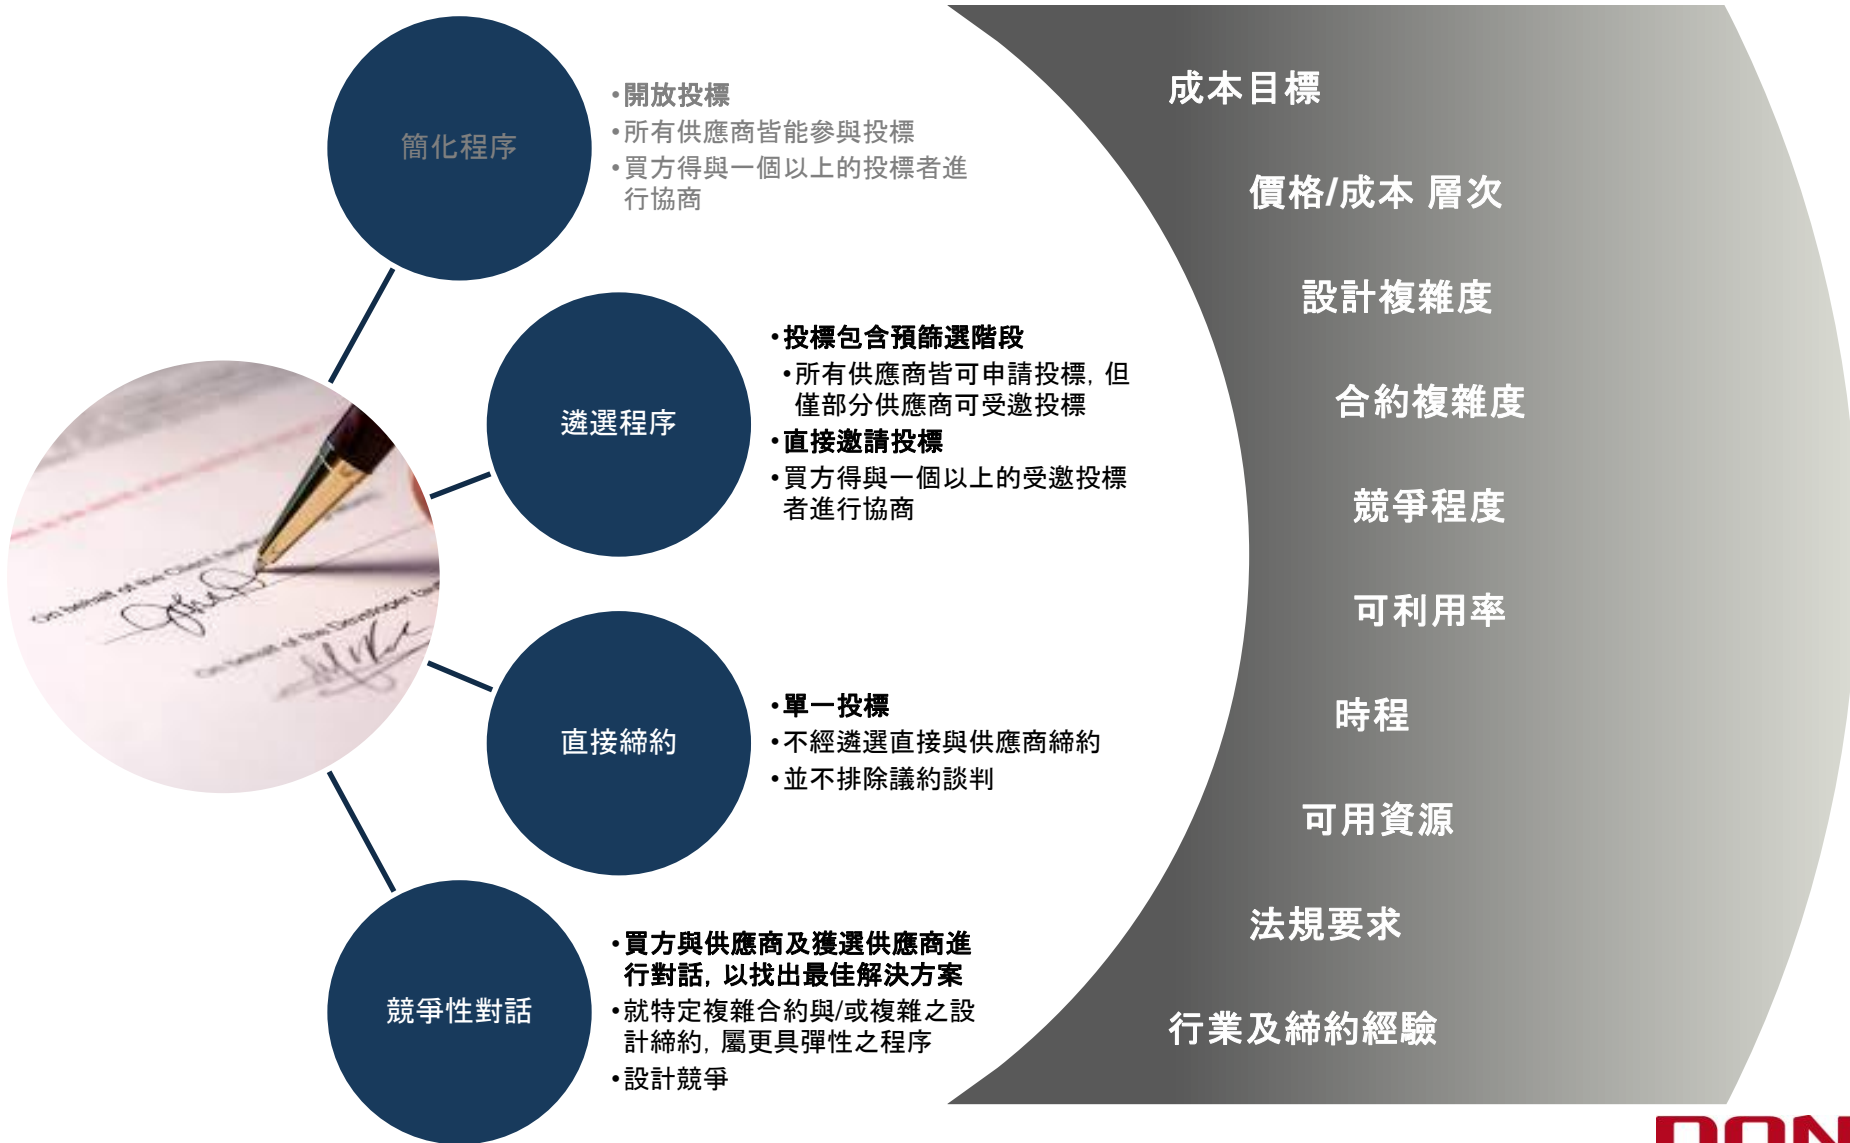 簡化程序
•開放投標
•所有供應商皆能參與投標
•買方得與一個以上的投標者進
行協商
遴選程序
•投標包含預篩選階段
•所有供應商皆可申請投標, 但
僅部分供應商可受邀投標
•直接邀請投標
•買方得與一個以上的受邀投標
者進行協商
On behalf of the Client
On behalf of the Developer
直接締約
•單一投標
•不經遴選直接與供應商締約
•並不排除議約談判
競爭性對話
•買方與供應商及獲選供應商進
行對話, 以找出最佳解決方案
•就特定複雜合約與/或複雜之設
計締約, 屬更具彈性之程序
•設計競爭
成本目標
價格/成本 層次
設計複雜度
合約複雜度
競爭程度
可利用率
時程
可用資源
法規要求
行業及締約經驗
DON